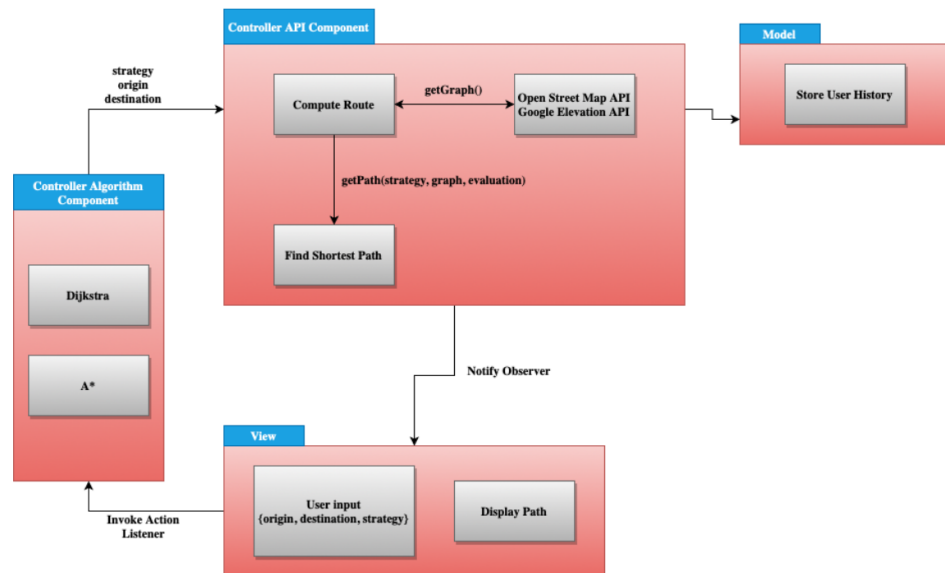 Controller API Component
Model
strategy
origin
destination
Compute Route
getGraph()
Open Street Map API
Google Elevation API
Store User History
Controller Algorithm
Component
getPath(strategy, graph, evaluation)
Find Shortest Path
Dijkstra
A*
Notify Observer
View
User input
{origin, destination, strategy}
Display Path
Invoke Action
Listener